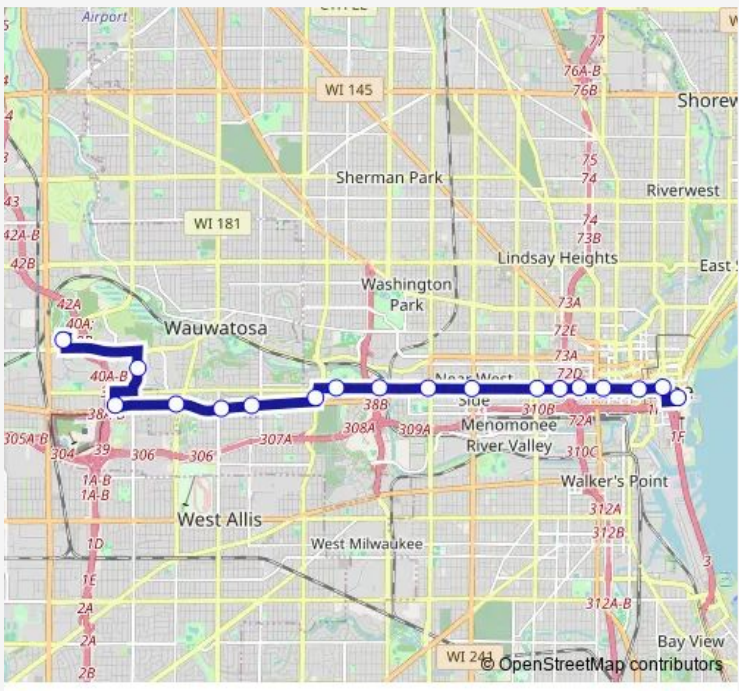 Airport
77
76A-B
76B
WI 145
Shorew
75
74
Sherman Park
Riverwest
43
WI 181
74
73B
42A-B
42B
Lindsay Heights
East
Washington
Park
42A
73A
40A;
Wauwatosa
72E
73A
40A-B
72D
Near West
Side
38B
310B
72A
Menomonee
River Valley
305A-B
304
39
306
306
307A
308A
309A
310C
1F
1A-B
1A-B
Walker's Point
West Allis
312A
312B
1D
West Milwaukee
3
1E
2A
312A-B
2A
Bay View
2B
WI 241
© OpenStreetMap contributors